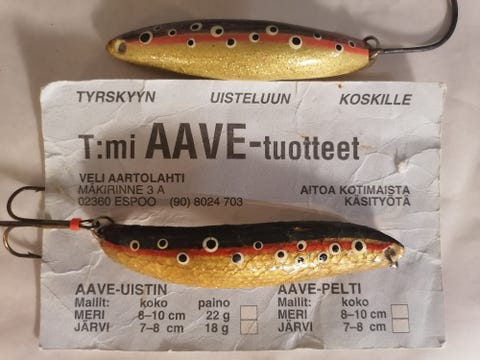 TYRSKYYN UISTELUUN KOSKILLE
T:mi AAVE-tuotteet
VELI AARTOLAHTI
MÄKIRINNE 3 A AITOA KOTIMAISTA
02360 ESPOO (90) 8024 703 KÄSITYÖTÄ
AAVE-UISTIN AAVE-PELTI
Mallit: koko paino Mallit: koko
MERI 8–10 cm 22 g MERI 8–10 cm
JÄRVI 7–8 cm 18 g JÄRVI 7–8 cm